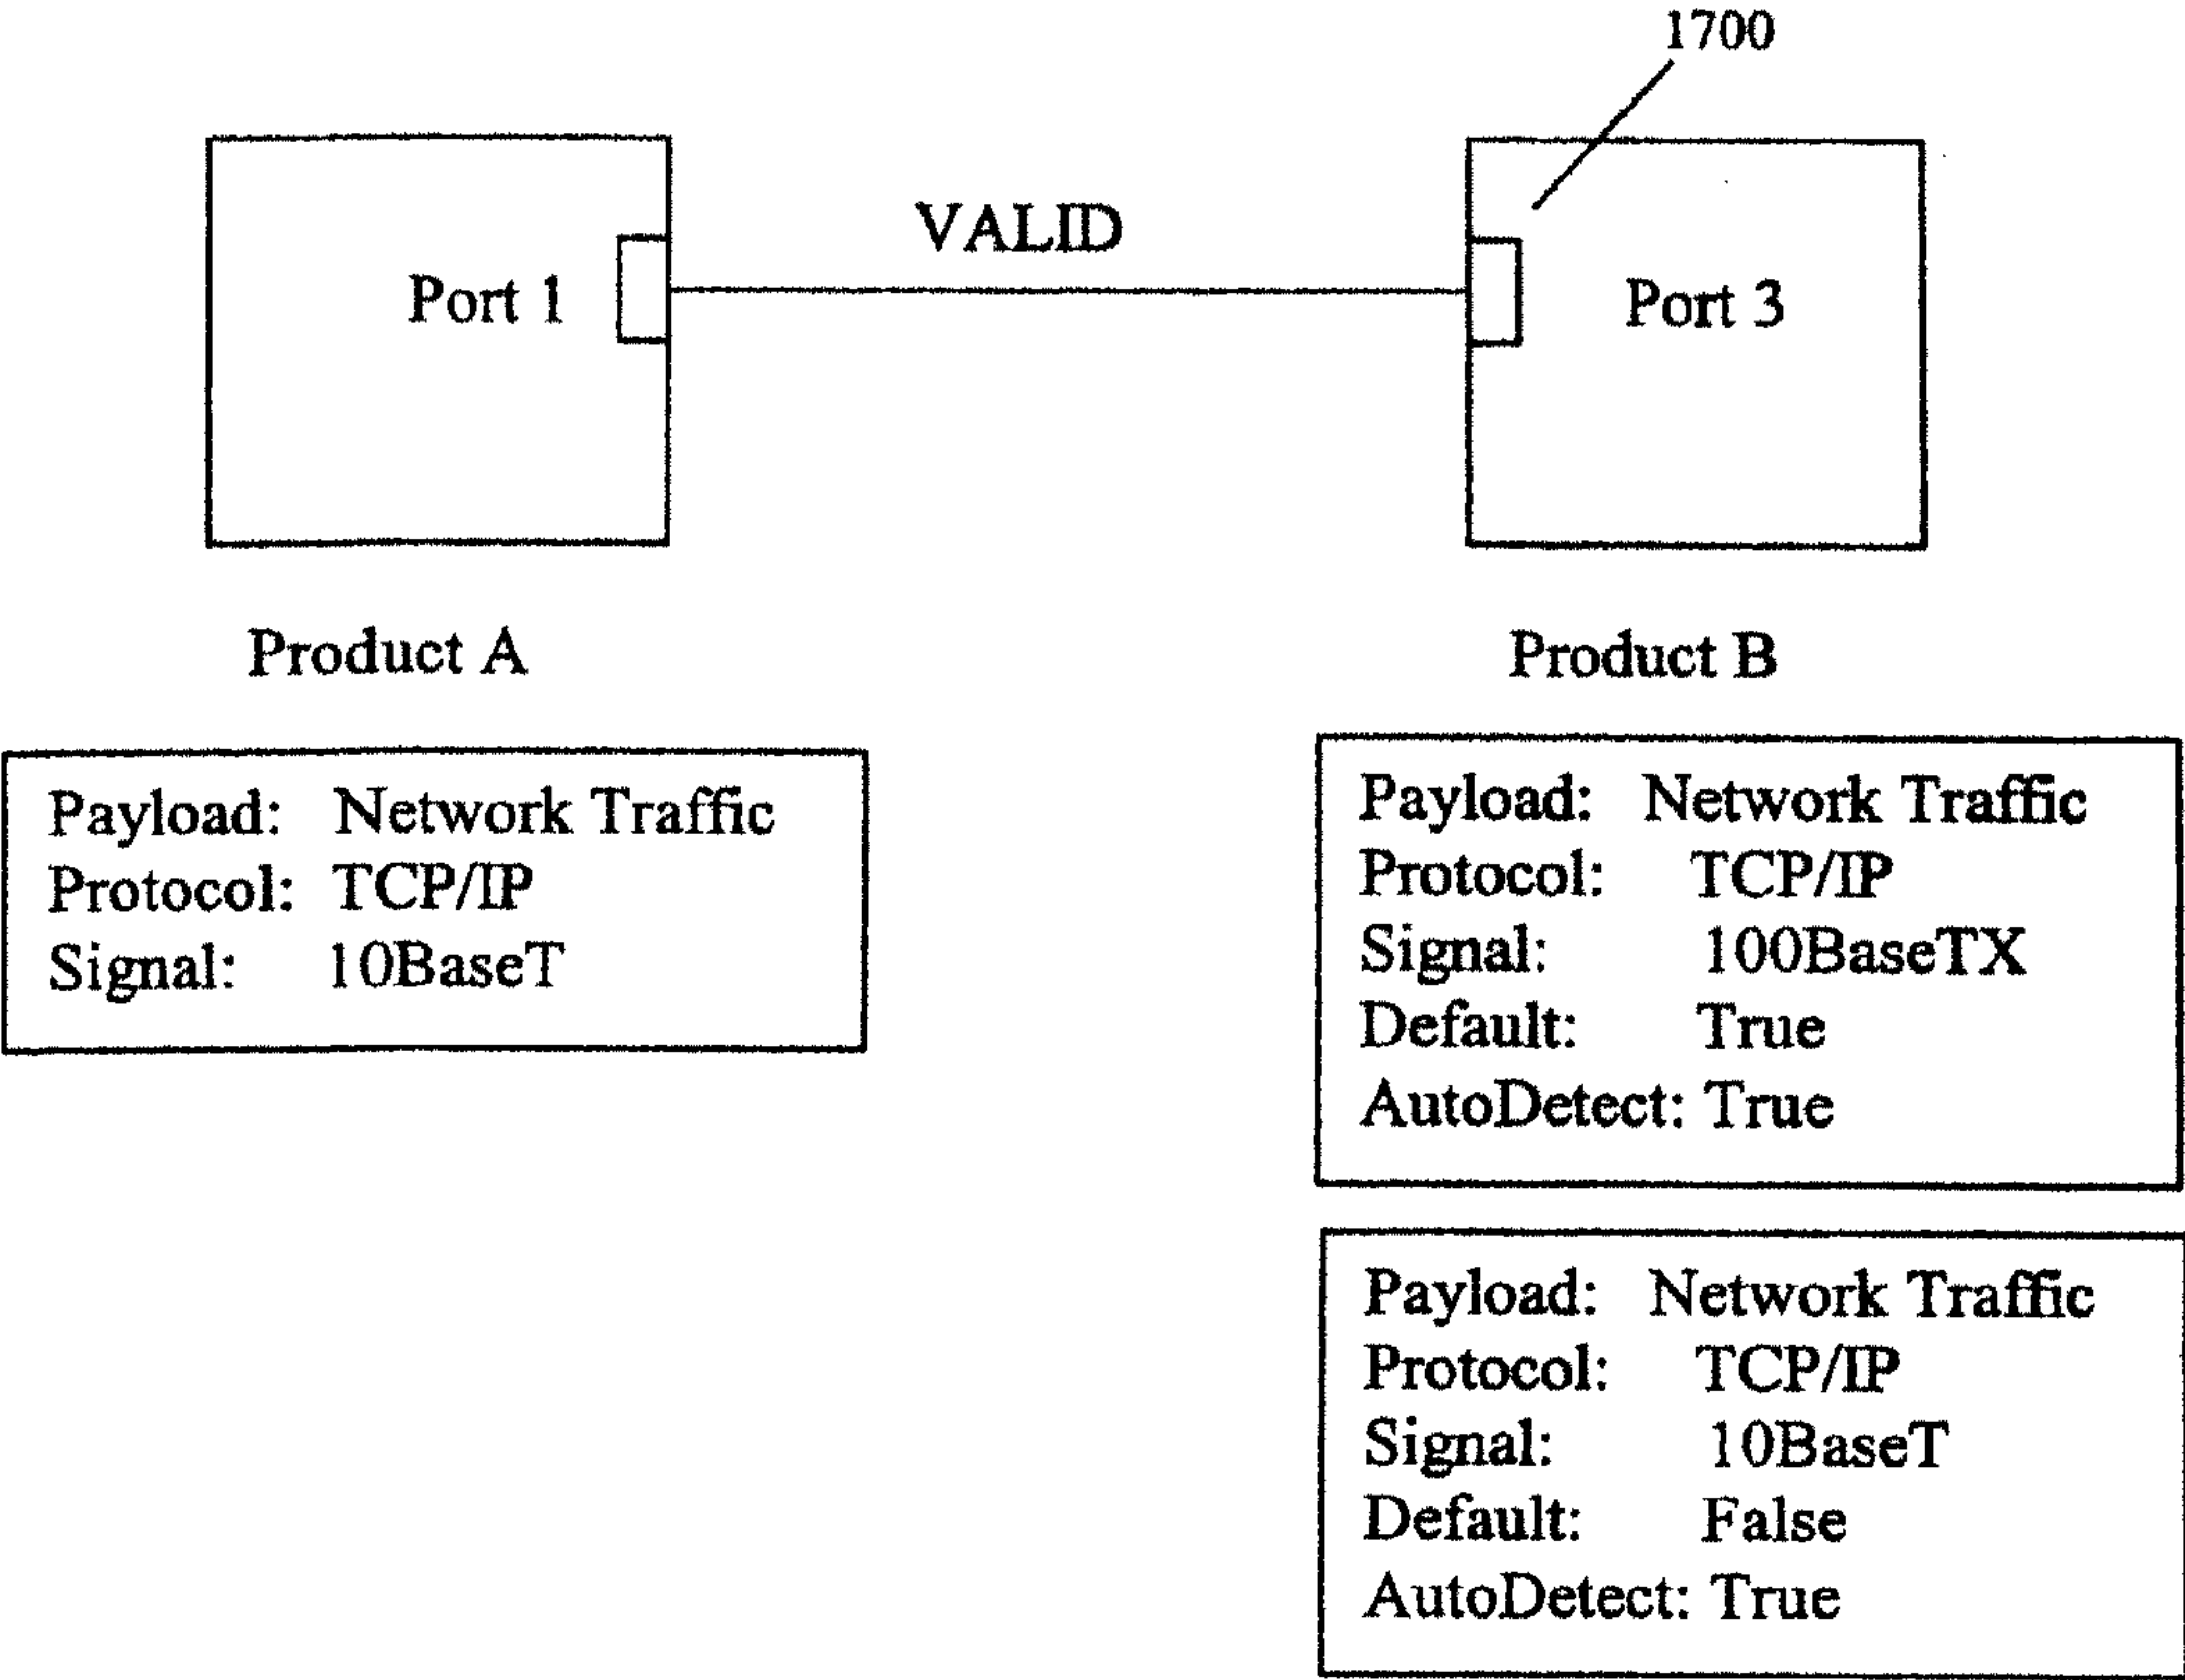 1700
VALID
Port 1
Port 3
Product A
Product B
Payload: Network Traffic
Protocol: TCP/IP
Signal: 10BaseT
Payload: Network Traffic
Protocol: TCP/IP
Signal: 100BaseTX
Default: True
AutoDetect: True
Payload: Network Traffic
Protocol: TCP/IP
Signal: 10BaseT
Default: False
AutoDetect: True